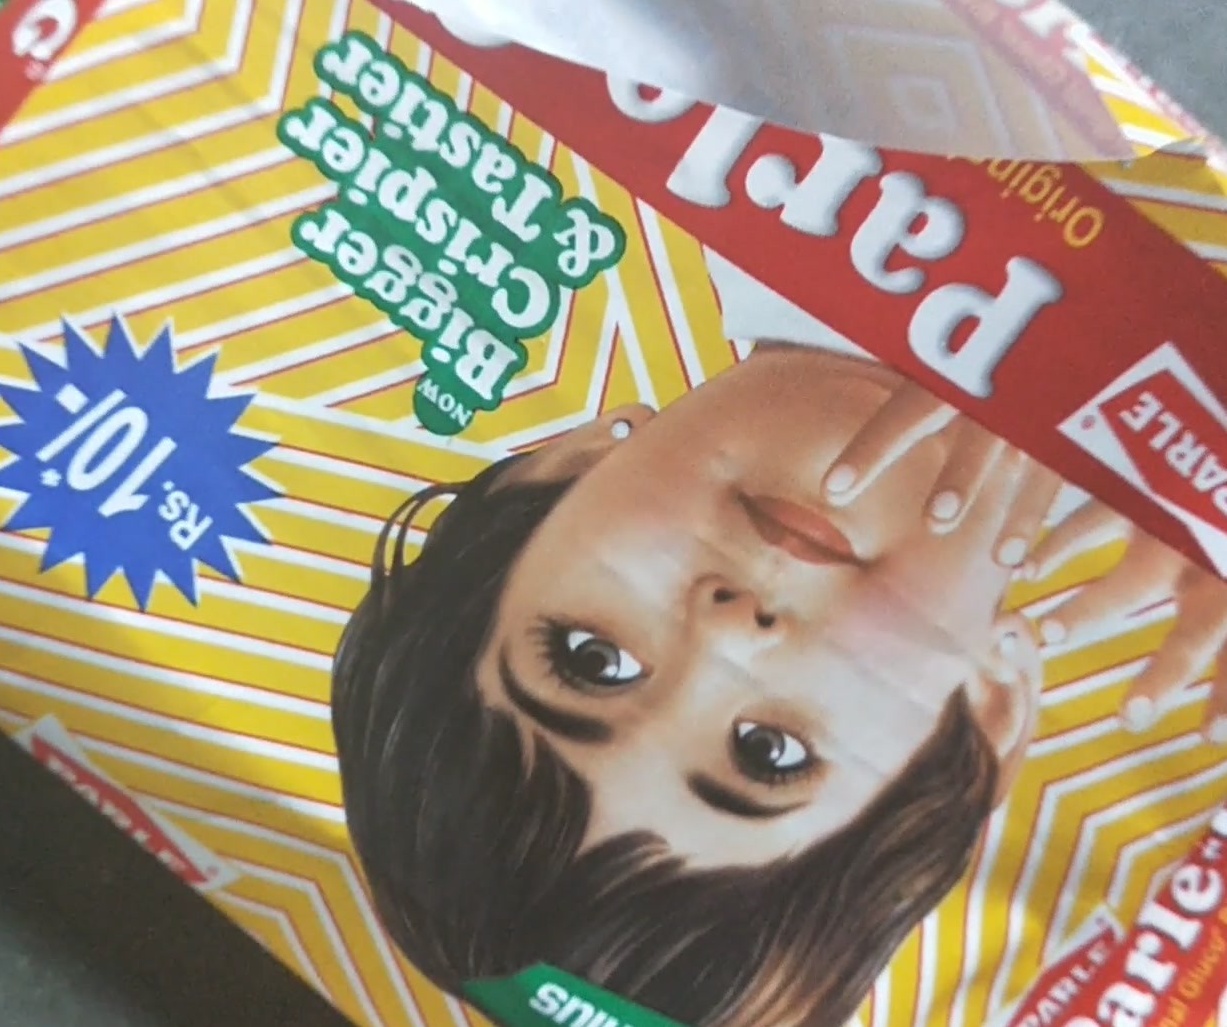 PARLE
Parle
Origin
G
NOW
Bigger
Crispier
& Tastier
Rs. 10/-*
PARLE
Parle